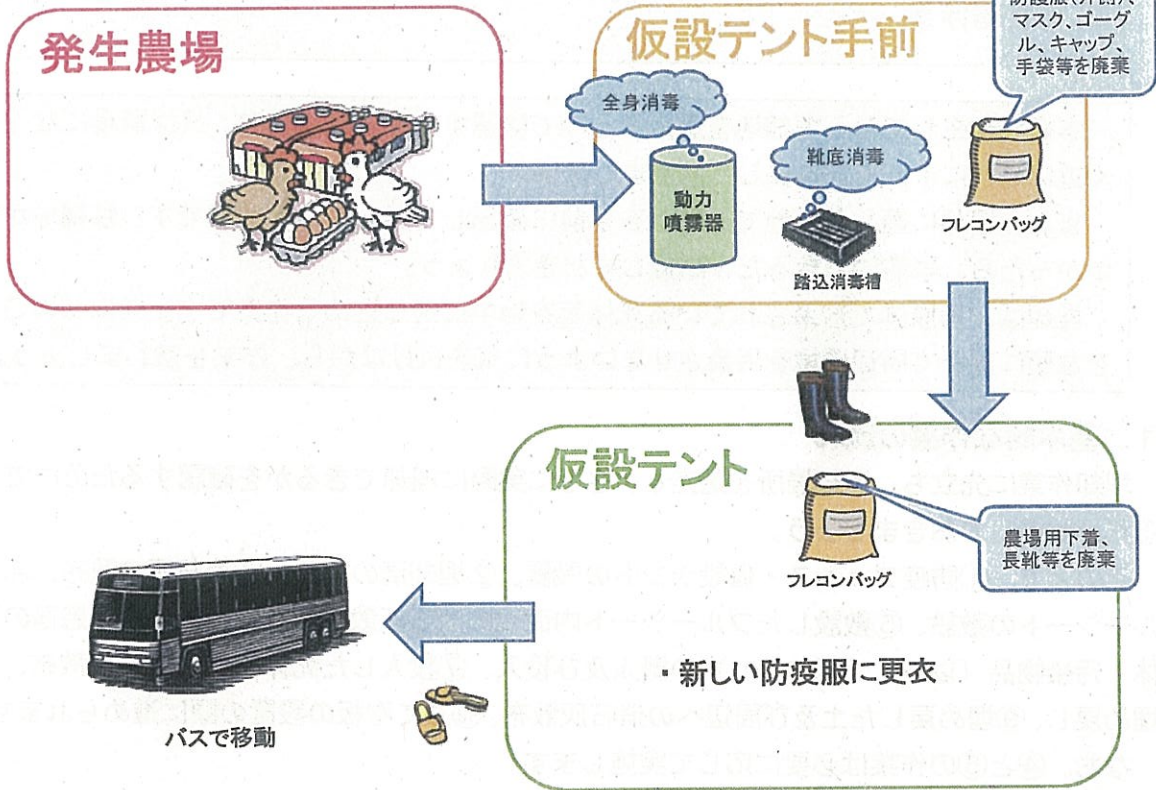 発生農場
仮設テント手前
マスク、ゴーグ
ル、キャップ、
手袋等を廃棄
全身消毒
靴底消毒
動力
噴霧器
踏込消毒槽
フレコンバッグ
仮設テント
農場用下着、
長靴等を廃棄
フレコンバッグ
・新しい防疫服に更衣
バスで移動